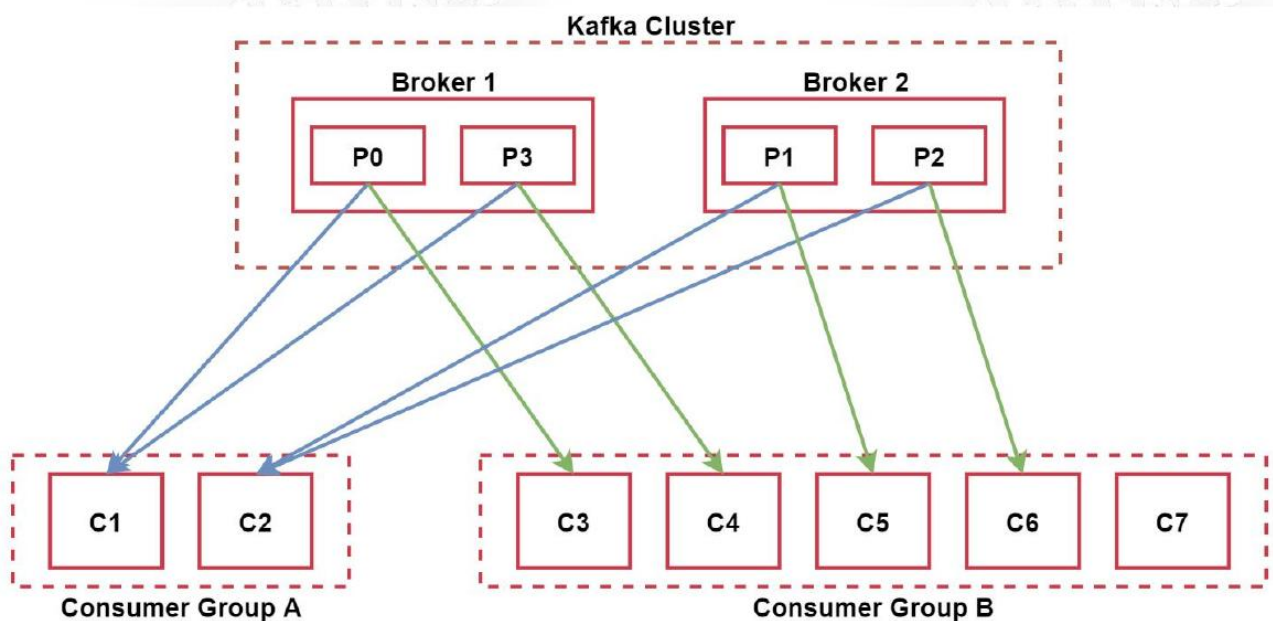 Kafka Cluster
Broker 1
Broker 2
P0
P3
P1
P2
C1
C2
C3
C4
C5
C6
C7
Consumer Group A
Consumer Group B